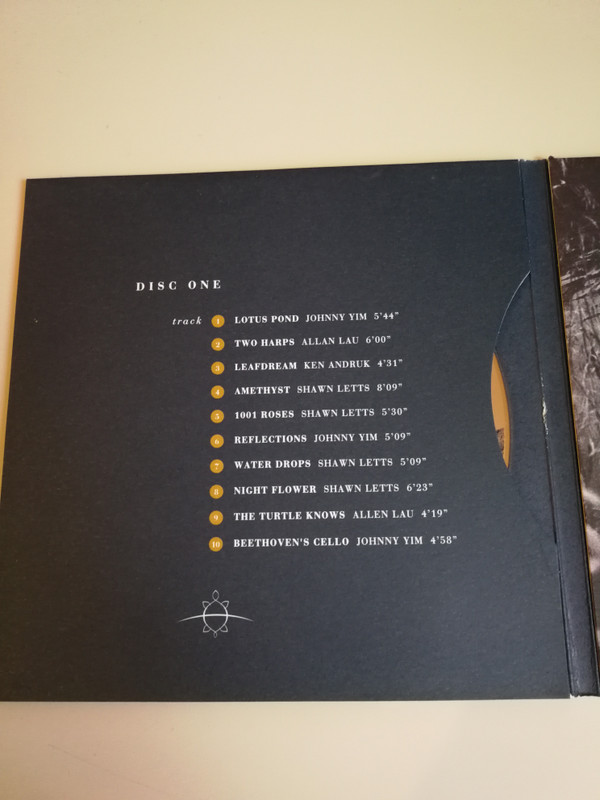 DISC ONE
track 1 LOTUS POND JOHNNY YIM 5'44"
2 TWO HARPS ALLAN LAU 6'00"
3 LEAFDREAM KEN ANDRUK 4'31"
4 AMETHYST SHAWN LETTS 8'09"
5 1001 ROSES SHAWN LETTS 5'30"
6 REFLECTIONS JOHNNY YIM 5'09"
7 WATER DROPS SHAWN LETTS 5'09"
8 NIGHT FLOWER SHAWN LETTS 6'23"
9 THE TURTLE KNOWS ALLEN LAU 4'19"
10 BEETHOVEN'S CELLO JOHNNY YIM 4'58"